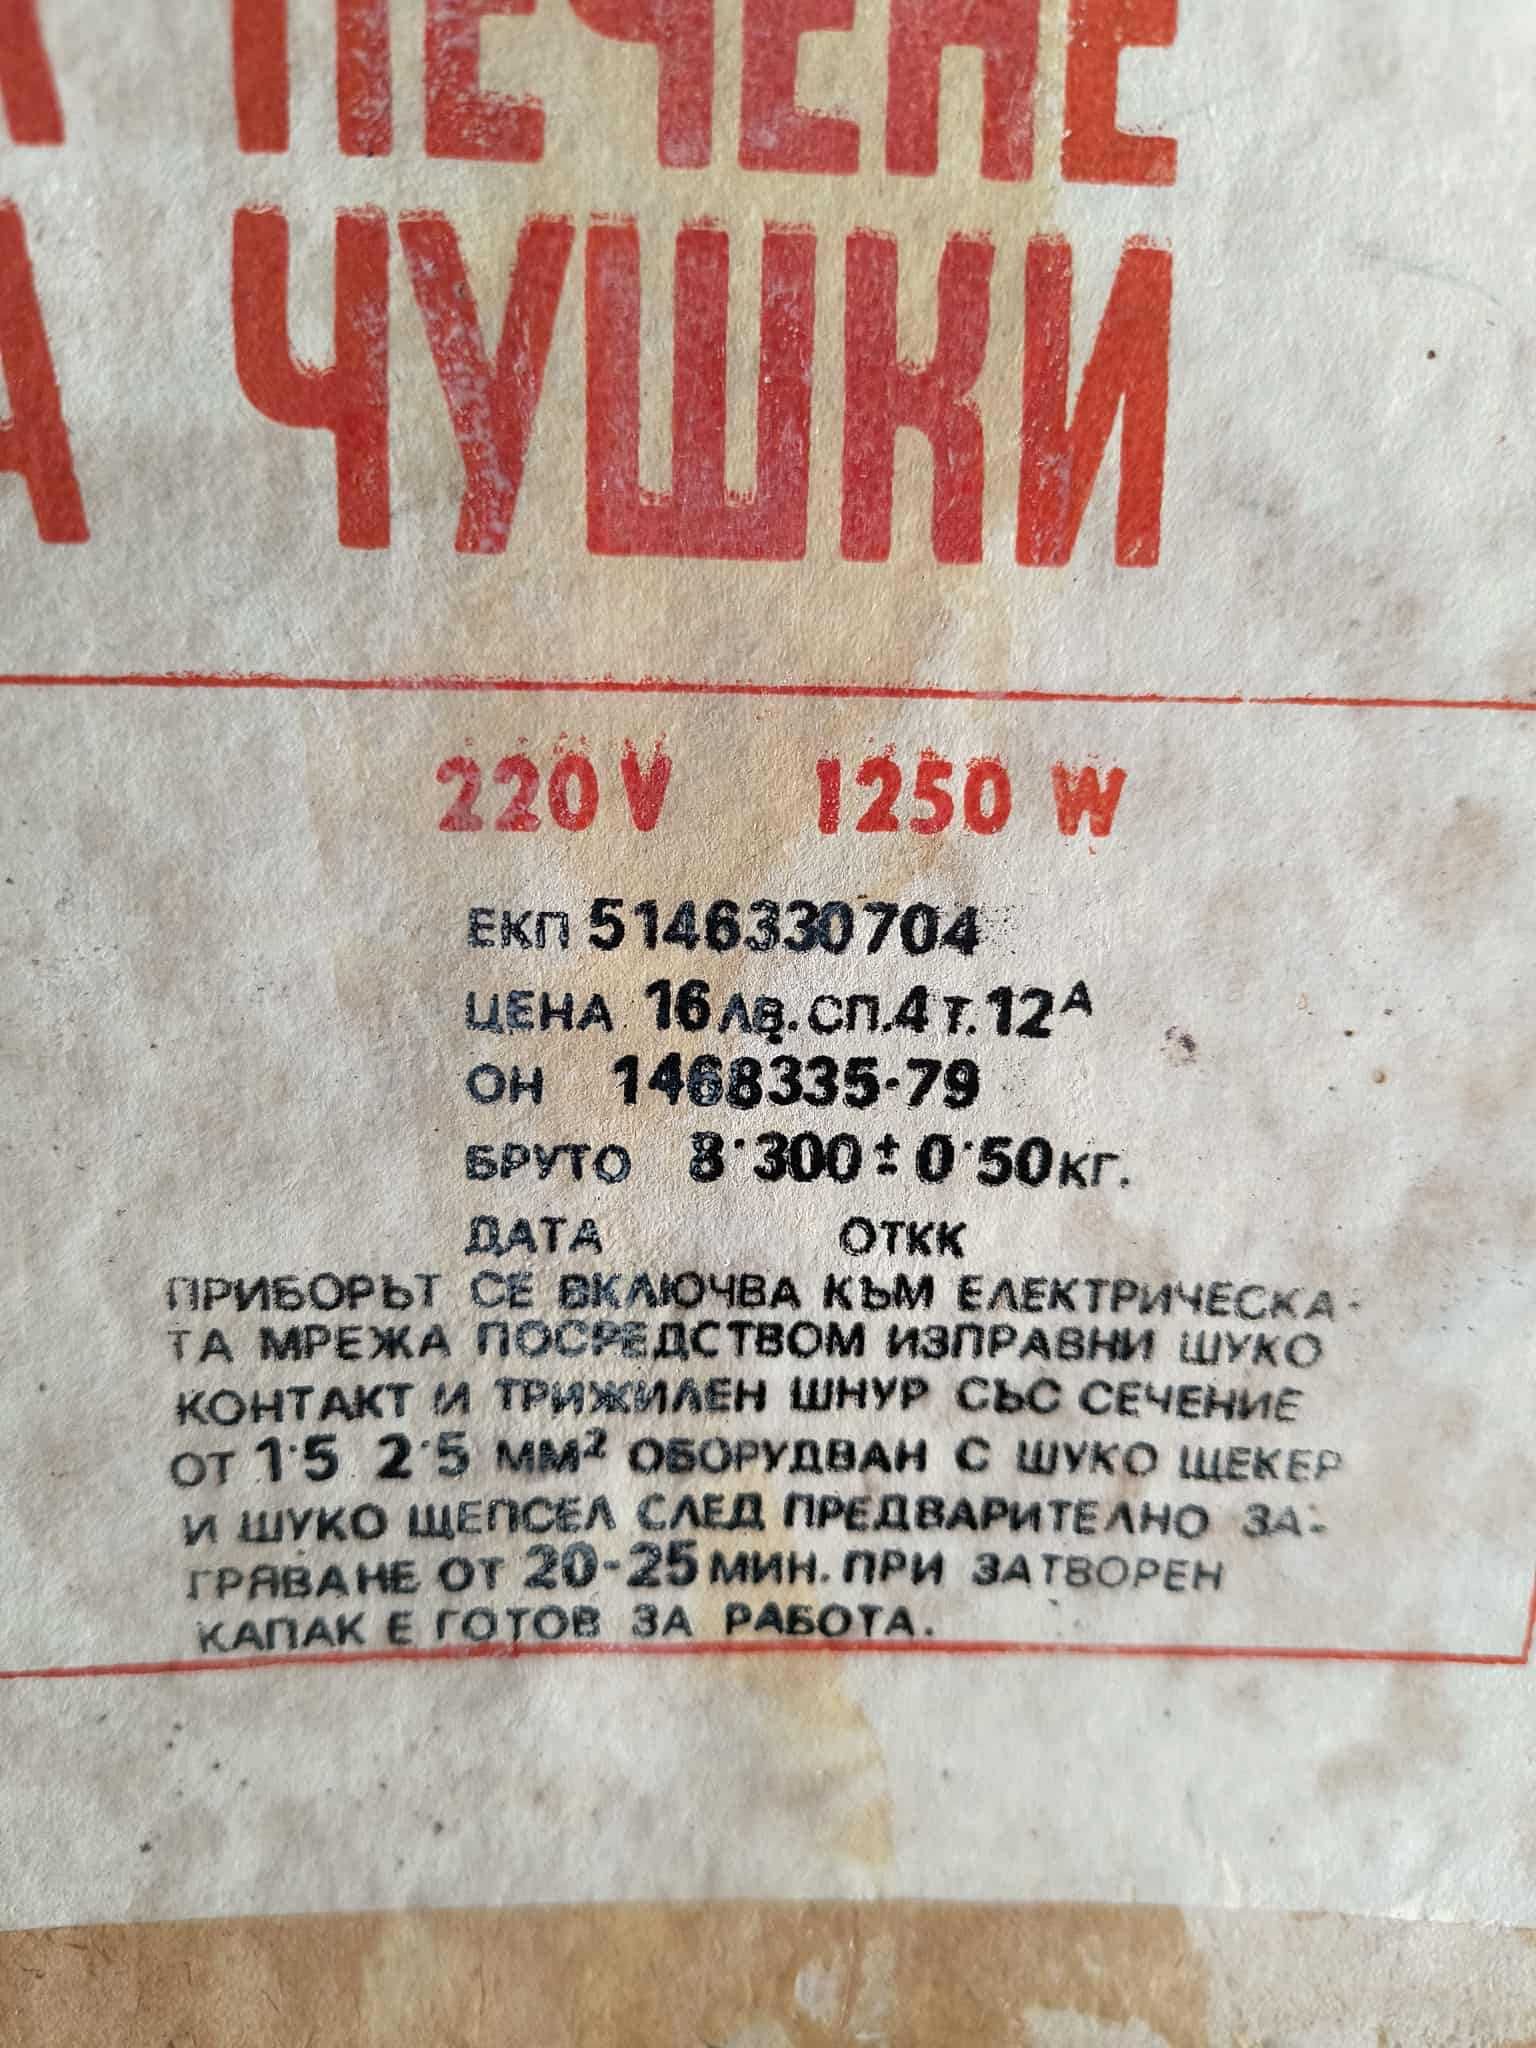 А ПЕЧЕНЕ
А ЧУШКИ
220V 1250 W
ЕКП 5146330704
ЦЕНА 16 ЛВ. СП. 4 Т. 12 А
ОН 1468335·79
БРУТО 8·300 ± 0·50 КГ.
ДАТА ОТКК
ПРИБОРЪТ СЕ ВКЛЮЧВА КЪМ ЕЛЕКТРИЧЕСКА-
ТА МРЕЖА ПОСРЕДСТВОМ ИЗПРАВНИ ШУКО
КОНТАКТ И ТРИЖИЛЕН ШНУР СЪС СЕЧЕНИЕ
ОТ 1·5 2·5 ММ² ОБОРУДВАН С ШУКО ЩЕКЕР
И ШУКО ЩЕПСЕЛ СЛЕД ПРЕДВАРИТЕЛНО ЗА-
ГРЯВАНЕ ОТ 20-25 МИН. ПРИ ЗАТВОРЕН
КАПАК Е ГОТОВ ЗА РАБОТА.